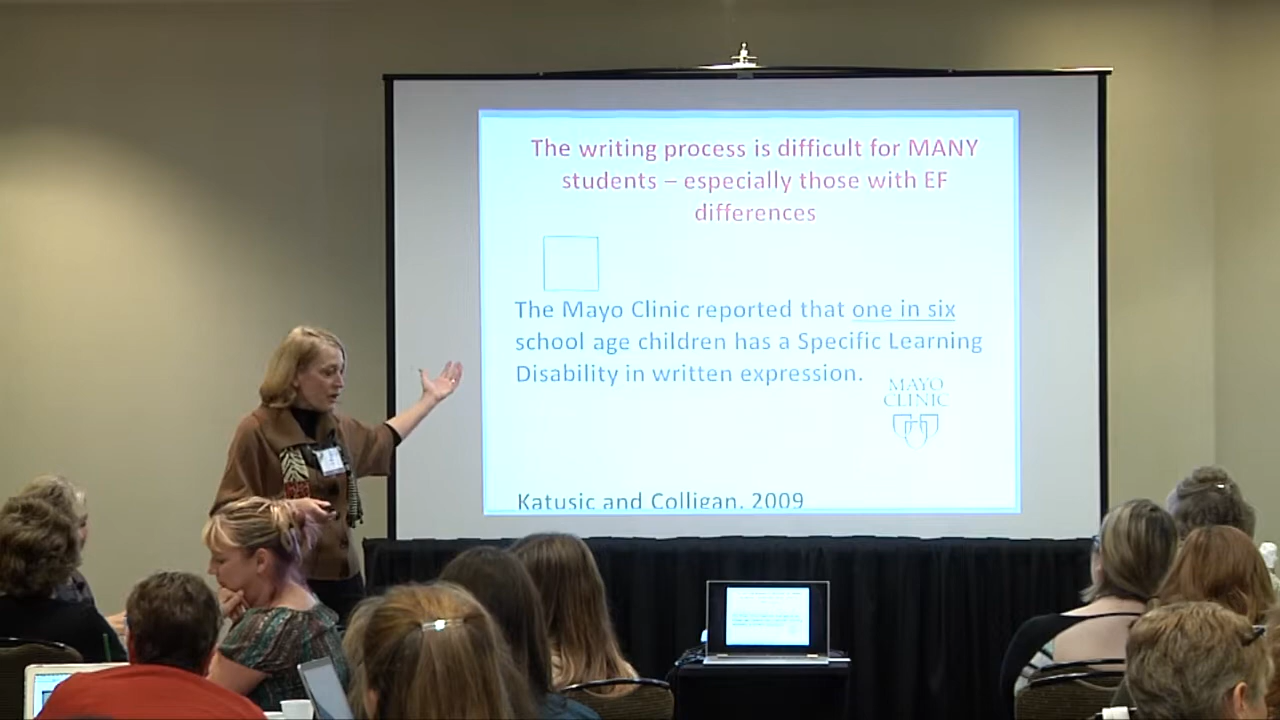 The writing process is difficult for MANY
students – especially those with EF
differences
The Mayo Clinic reported that one in six
school age children has a Specific Learning
Disability in written expression.
MAYO
CLINIC
Katusic and Colligan. 2009